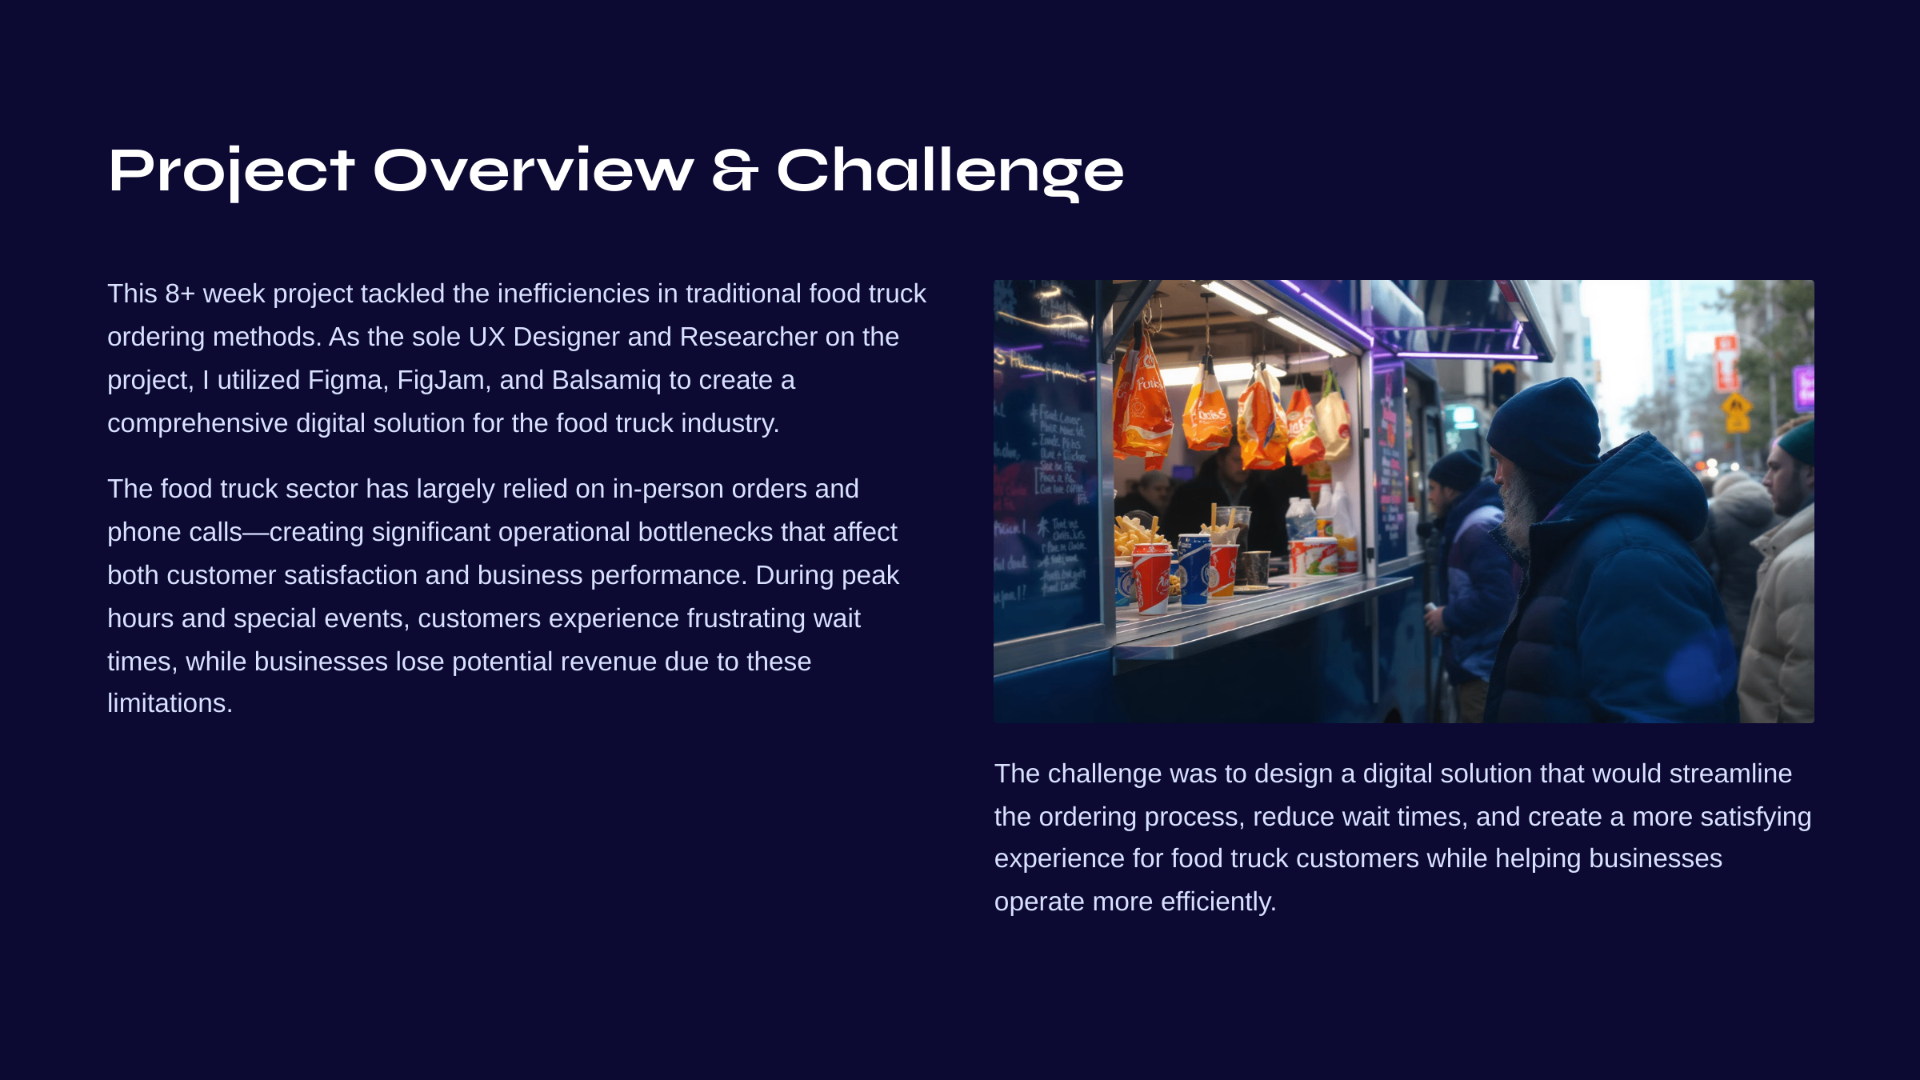 Project Overview & Challenge
This 8+ week project tackled the inefficiencies in traditional food truck
ordering methods. As the sole UX Designer and Researcher on the
project, I utilized Figma, FigJam, and Balsamiq to create a
comprehensive digital solution for the food truck industry.
The food truck sector has largely relied on in-person orders and
phone calls—creating significant operational bottlenecks that affect
both customer satisfaction and business performance. During peak
hours and special events, customers experience frustrating wait
times, while businesses lose potential revenue due to these
limitations.
The challenge was to design a digital solution that would streamline
the ordering process, reduce wait times, and create a more satisfying
experience for food truck customers while helping businesses
operate more efficiently.